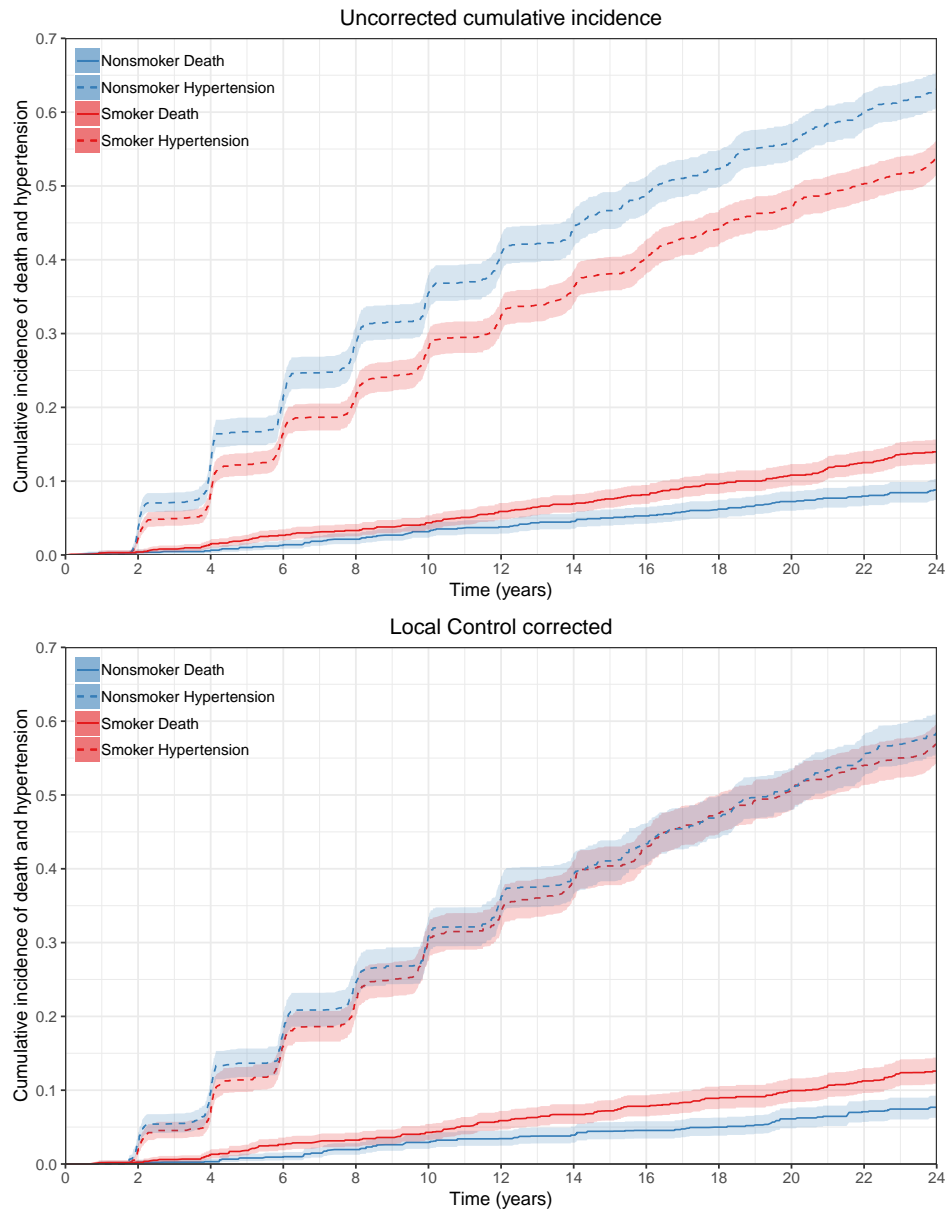 Uncorrected cumulative incidence
Cumulative incidence of death and hypertension
0.7
0.6
0.5
0.4
0.3
0.2
0.1
0.0
Nonsmoker Death
Nonsmoker Hypertension
Smoker Death
Smoker Hypertension
0 2 4 6 8 10 12 14 16 18 20 22 24
Time (years)
Local Control corrected
Cumulative incidence of death and hypertension
0.7
0.6
0.5
0.4
0.3
0.2
0.1
0.0
Nonsmoker Death
Nonsmoker Hypertension
Smoker Death
Smoker Hypertension
0 2 4 6 8 10 12 14 16 18 20 22 24
Time (years)